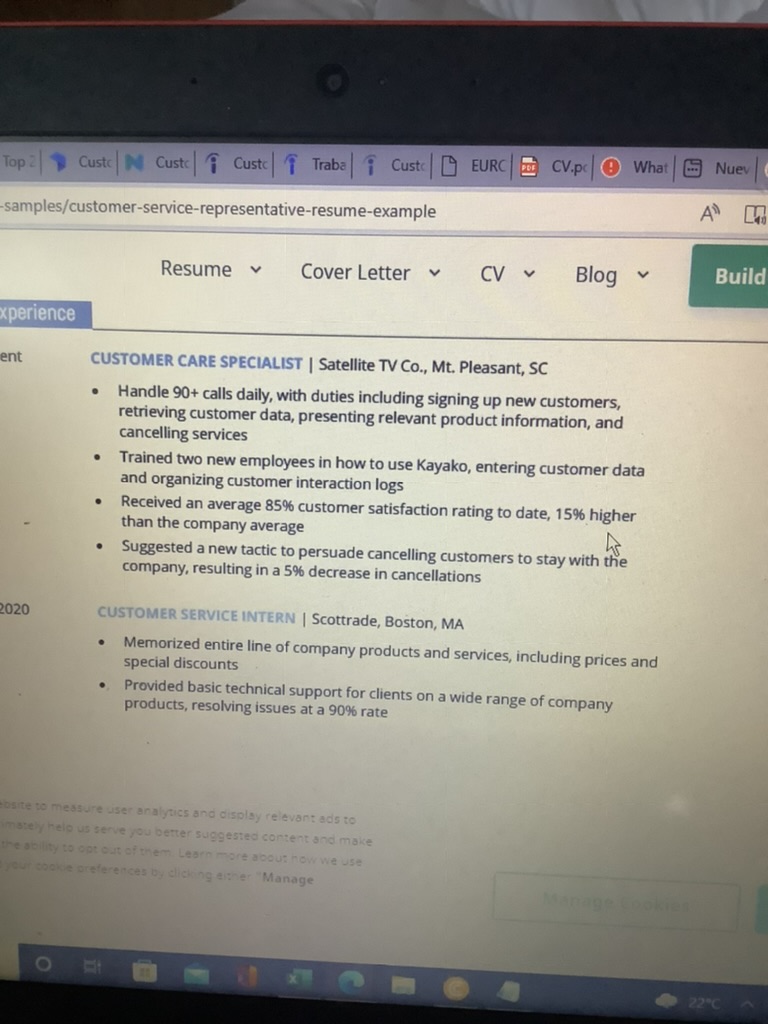 Top 2 Custo Custo Custo Traba Custo EURC CV.pc What Nuev
-samples/customer-service-representative-resume-example
Resume Cover Letter CV Blog Build
xperience
ent CUSTOMER CARE SPECIALIST | Satellite TV Co., Mt. Pleasant, SC
• Handle 90+ calls daily, with duties including signing up new customers,
retrieving customer data, presenting relevant product information, and
cancelling services
• Trained two new employees in how to use Kayako, entering customer data
and organizing customer interaction logs
• Received an average 85% customer satisfaction rating to date, 15% higher
than the company average
• Suggested a new tactic to persuade cancelling customers to stay with the
company, resulting in a 5% decrease in cancellations
2020 CUSTOMER SERVICE INTERN | Scottrade, Boston, MA
• Memorized entire line of company products and services, including prices and
special discounts
• Provided basic technical support for clients on a wide range of company
products, resolving issues at a 90% rate
ebsite to measure user analytics and display relevant ads to
imately help us serve you better suggested content and make
the ability to opt out of them. Learn more about how we use
your cookie preferences by clicking either "Manage
Manage Cookies
22°C